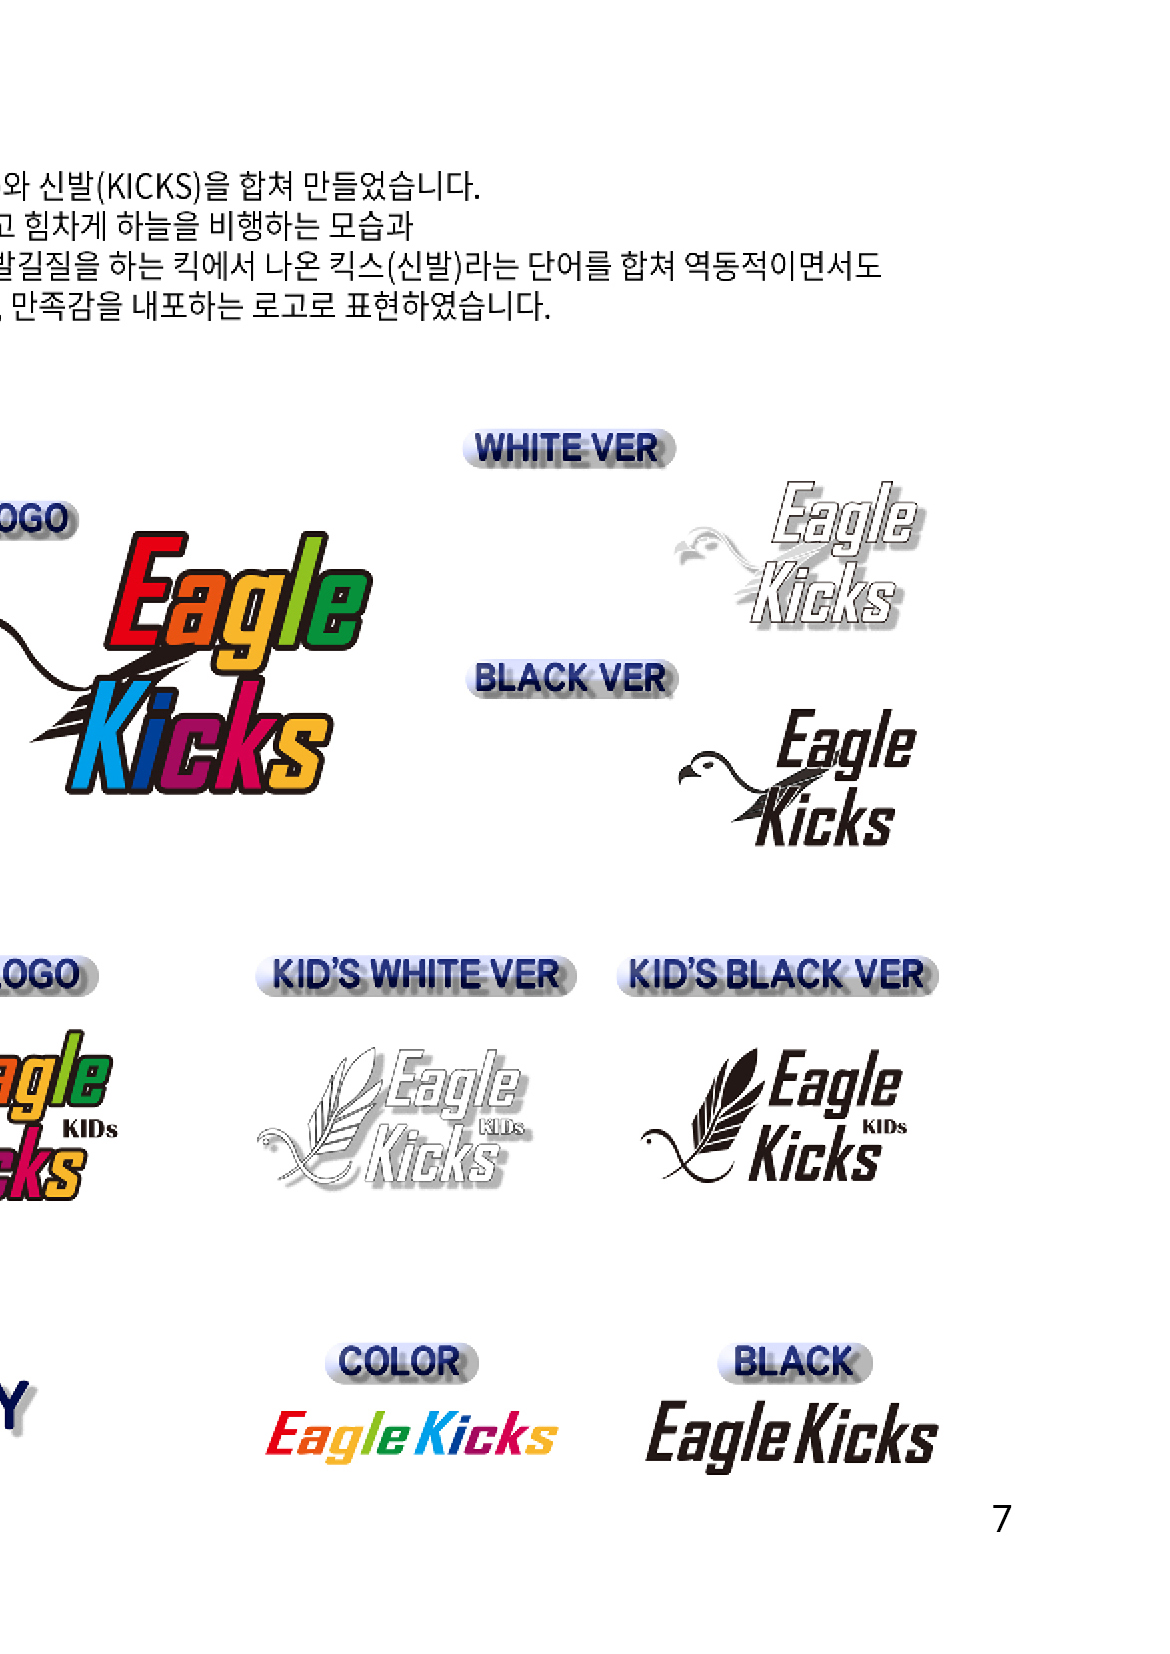 와 신발(KICKS)을 합쳐 만들었습니다.
고 힘차게 하늘을 비행하는 모습과
발길질을 하는 킥에서 나온 킥스(신발)라는 단어를 합쳐 역동적이면서도
, 만족감을 내포하는 로고로 표현하였습니다.
WHITE VER
Eagle
Kicks
OGO
Eagle
Kicks
BLACK VER
Eagle
Kicks
LOGO
agle
KIDs
cks
KID'S WHITE VER
Eagle
KIDs
Kicks
KID'S BLACK VER
Eagle
KIDs
Kicks
Y
COLOR
Eagle Kicks
BLACK
Eagle Kicks
7